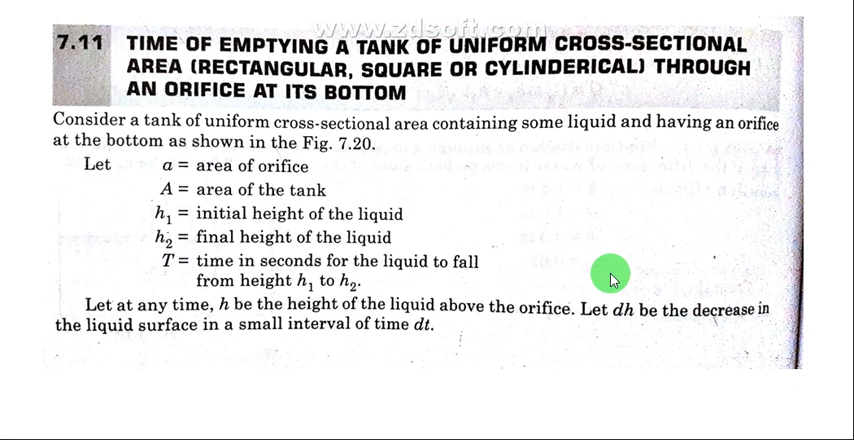 www.zdsoft.com
7.11 TIME OF EMPTYING A TANK OF UNIFORM CROSS-SECTIONAL
AREA (RECTANGULAR, SQUARE OR CYLINDERICAL) THROUGH
AN ORIFICE AT ITS BOTTOM
Consider a tank of uniform cross-sectional area containing some liquid and having an orifice
at the bottom as shown in the Fig. 7.20.
Let a = area of orifice
A = area of the tank
h₁ = initial height of the liquid
h₂ = final height of the liquid
T = time in seconds for the liquid to fall
from height h₁ to h₂.
Let at any time, h be the height of the liquid above the orifice. Let dh be the decrease in
the liquid surface in a small interval of time dt.